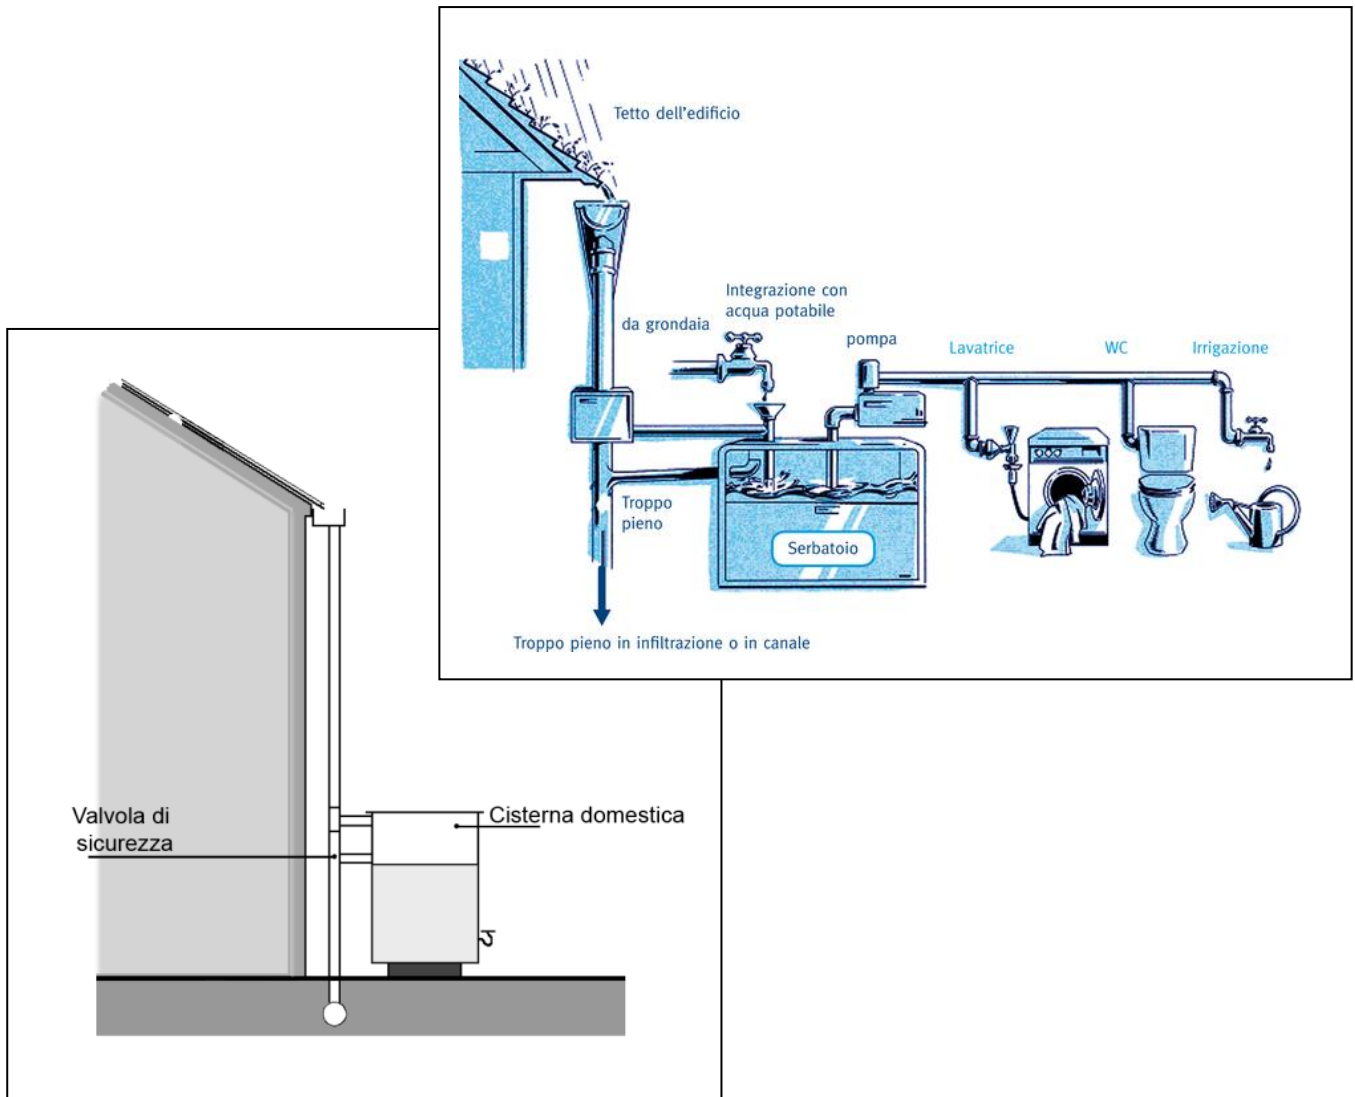 Tetto dell'edificio
Integrazione con
acqua potabile
da grondaia
pompa
Lavatrice
WC
Irrigazione
Troppo
pieno
Serbatoio
Troppo pieno in infiltrazione o in canale
Valvola di
sicurezza
Cisterna domestica